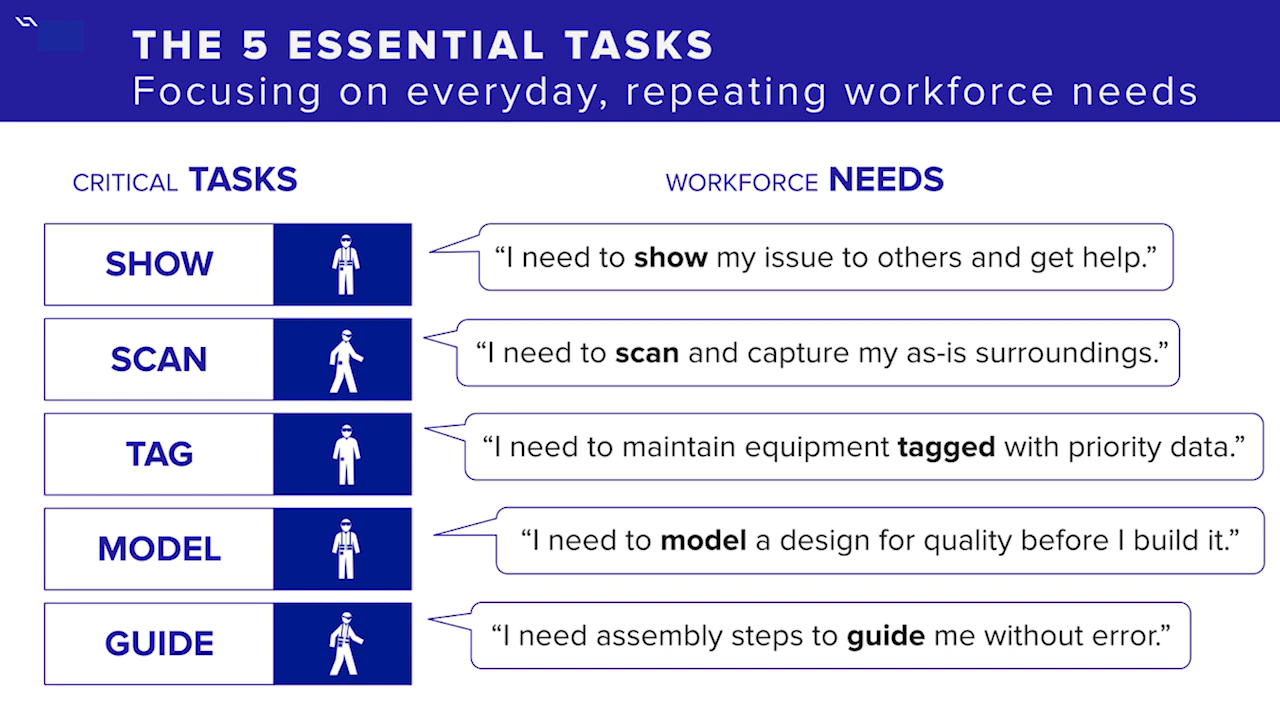 THE 5 ESSENTIAL TASKS
Focusing on everyday, repeating workforce needs
CRITICAL TASKS
WORKFORCE NEEDS
SHOW
“I need to show my issue to others and get help.”
SCAN
“I need to scan and capture my as-is surroundings.”
TAG
“I need to maintain equipment tagged with priority data.”
MODEL
“I need to model a design for quality before I build it.”
GUIDE
“I need assembly steps to guide me without error.”